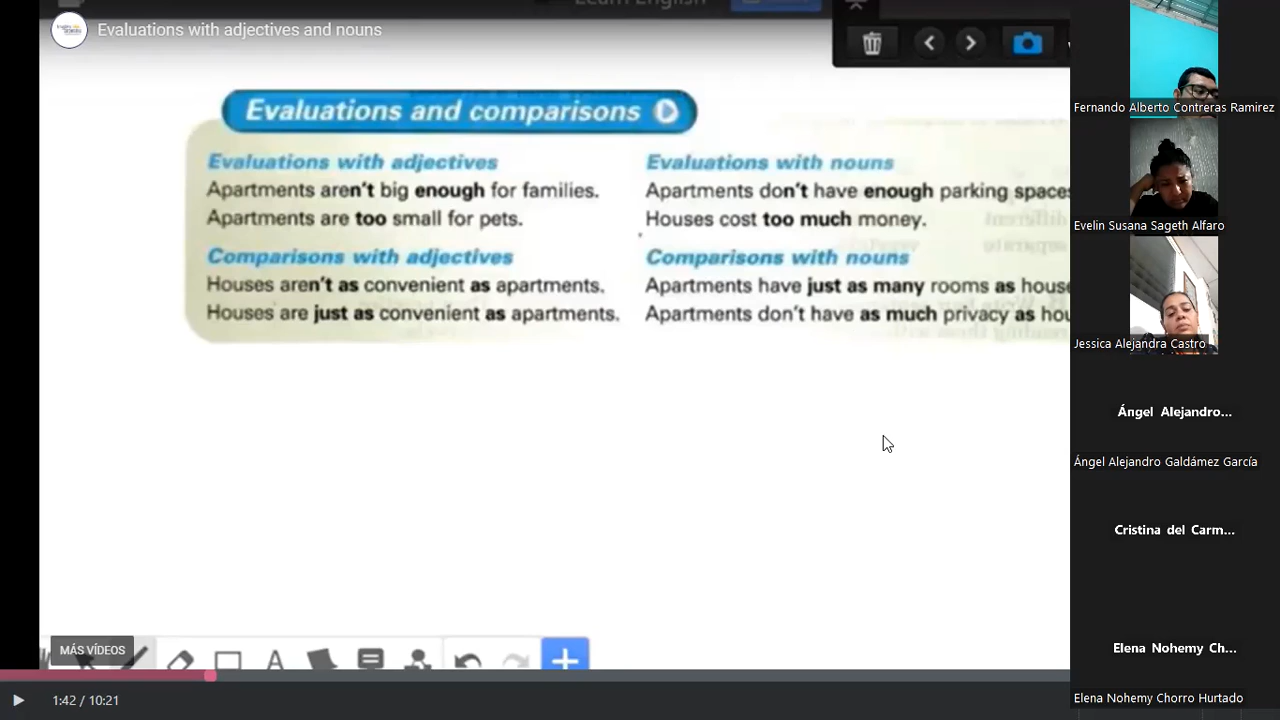 Learn English
Evaluations with adjectives and nouns
Evaluations and comparisons
Evaluations with adjectives
Apartments aren't big enough for families.
Apartments are too small for pets.
Comparisons with adjectives
Houses aren't as convenient as apartments.
Houses are just as convenient as apartments.
Evaluations with nouns
Apartments don't have enough parking spaces
Houses cost too much money.
Comparisons with nouns
Apartments have just as many rooms as house
Apartments don't have as much privacy as hou
MÁS VÍDEOS
1:42 / 10:21
Fernando Alberto Contreras Ramirez
Evelin Susana Sageth Alfaro
Jessica Alejandra Castro
Ángel Alejandro...
Ángel Alejandro Galdámez García
Cristina del Carm...
Elena Nohemy Ch...
Elena Nohemy Chorro Hurtado